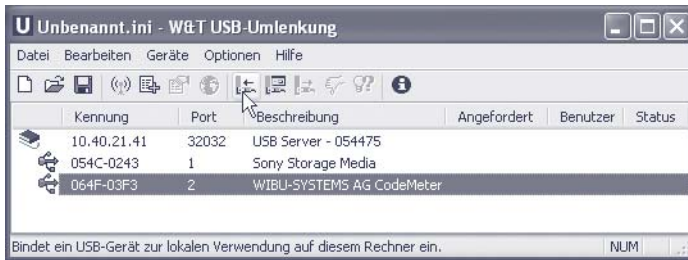 U Unbenannt.ini - W&T USB-Umlenkung
Datei Bearbeiten Geräte Optionen Hilfe
Kennung Port Beschreibung Angefordert Benutzer Status
10.40.21.41 32032 USB Server - 054475
054C-0243 1 Sony Storage Media
064F-03F3 2 WIBU-SYSTEMS AG CodeMeter
Bindet ein USB-Gerät zur lokalen Verwendung auf diesem Rechner ein. NUM